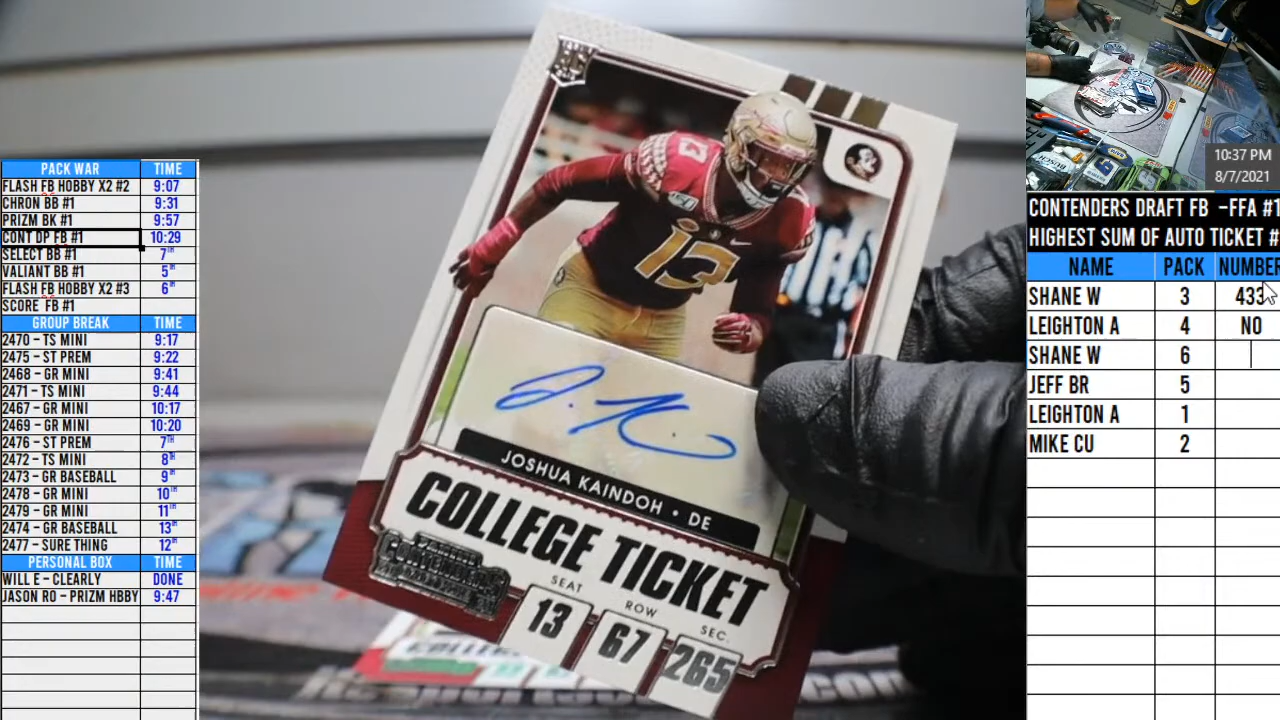 PACK WAR TIME
FLASH FB HOBBY X2 #2 9:07
CHRON BB #1 9:31
PRIZM BK #1 9:57
CONT DP FB #1 10:29
SELECT BB #1 7TH
VALIANT BB #1 5TH
FLASH FB HOBBY X2 #3 6TH
SCORE FB #1
GROUP BREAK TIME
2470 – TS MINI 9:17
2475 – ST PREM 9:22
2468 – GR MINI 9:41
2471 – TS MINI 9:44
2467 – GR MINI 10:17
2469 – GR MINI 10:20
2476 – ST PREM 7TH
2472 – TS MINI 8TH
2473 – GR BASEBALL 9TH
2478 – GR MINI 10TH
2479 – GR MINI 11TH
2474 – GR BASEBALL 13TH
2477 – SURE THING 12TH
PERSONAL BOX TIME
WILL E – CLEARLY DONE
JASON RO – PRIZM HBBY 9:47
13
13
JOSHUA KAINDOH • DE
COLLEGE TICKET
CONTENDERS
SEAT ROW SEC.
13 67 265
10:37 PM
8/7/2021
CONTENDERS DRAFT FB -FFA #1
HIGHEST SUM OF AUTO TICKET #
NAME PACK NUMBER
SHANE W 3 433
LEIGHTON A 4 NO
SHANE W 6
JEFF BR 5
LEIGHTON A 1
MIKE CU 2